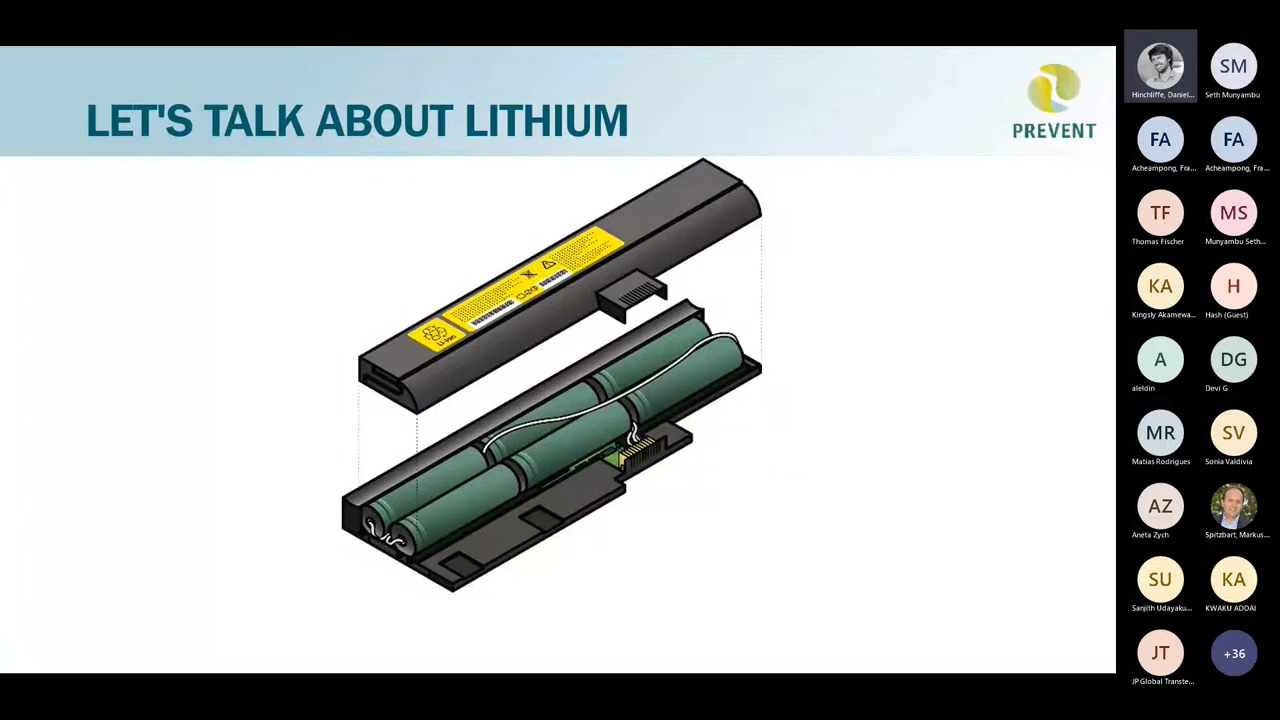 LET'S TALK ABOUT LITHIUM
PREVENT
Li-ion
Hinchliffe, Daniel...
SM
Seth Munyambu
FA
Acheampong, Fra...
FA
Acheampong, Fra...
TF
Thomas Fischer
MS
Munyambu Seth...
KA
Kingsly Akamewa...
H
Hash (Guest)
A
aleldin
DG
Devi G
MR
Matias Rodrigues
SV
Sonia Valdivia
AZ
Aneta Zych
Spitzbart, Markus...
SU
Sanjith Udayaku...
KA
KWAKU ADDAI
JT
JP Global Transte...
+36